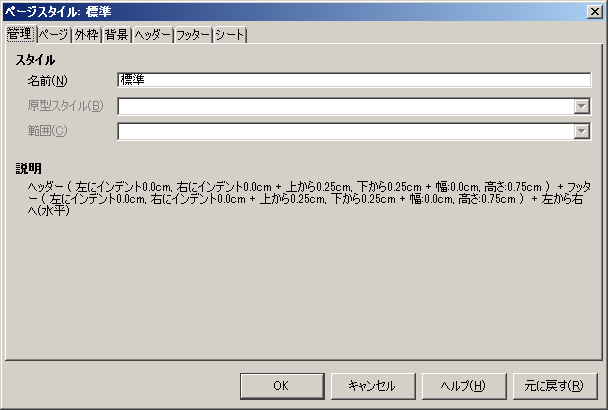 ページスタイル: 標準
管理 ページ 外枠 背景 ヘッダー フッター シート
スタイル
名前(N) 標準
原型スタイル(B)
範囲(C)
説明
ヘッダー ( 左にインデント0.0cm, 右にインデント0.0cm + 上から0.25cm, 下から0.25cm + 幅:0.0cm, 高さ:0.75cm ) + フッタ
ー ( 左にインデント0.0cm, 右にインデント0.0cm + 上から0.25cm, 下から0.25cm + 幅:0.0cm, 高さ:0.75cm ) + 左から右
へ(水平)
OK キャンセル ヘルプ(H) 元に戻す(R)